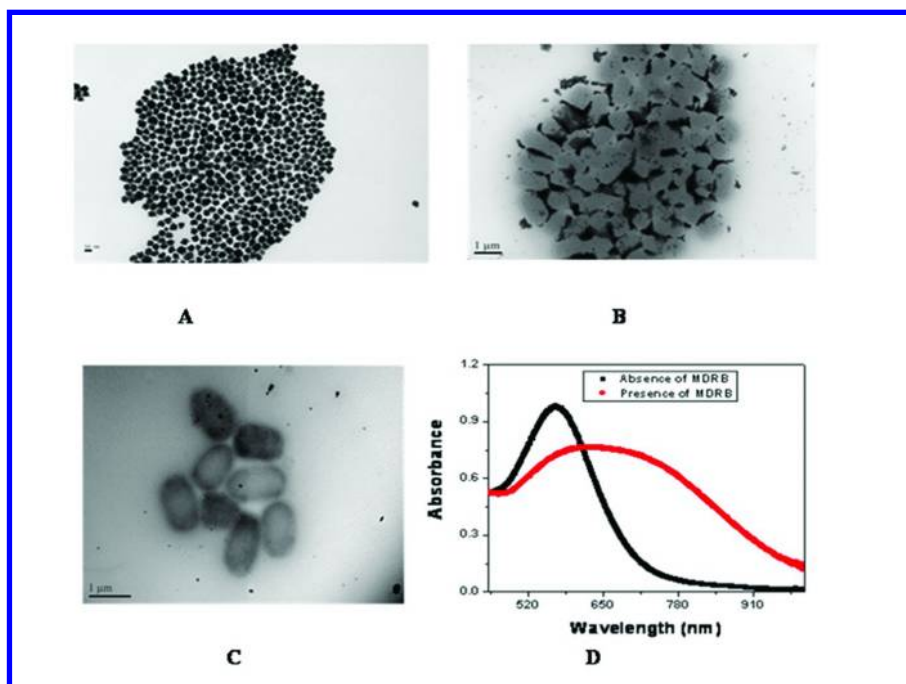 1 µm
A
B
1 µm
C
1.2
0.9
0.6
0.3
0.0
Absorbance
Absence of MDRB
Presence of MDRB
520 650 780 910
Wavelength (nm)
D